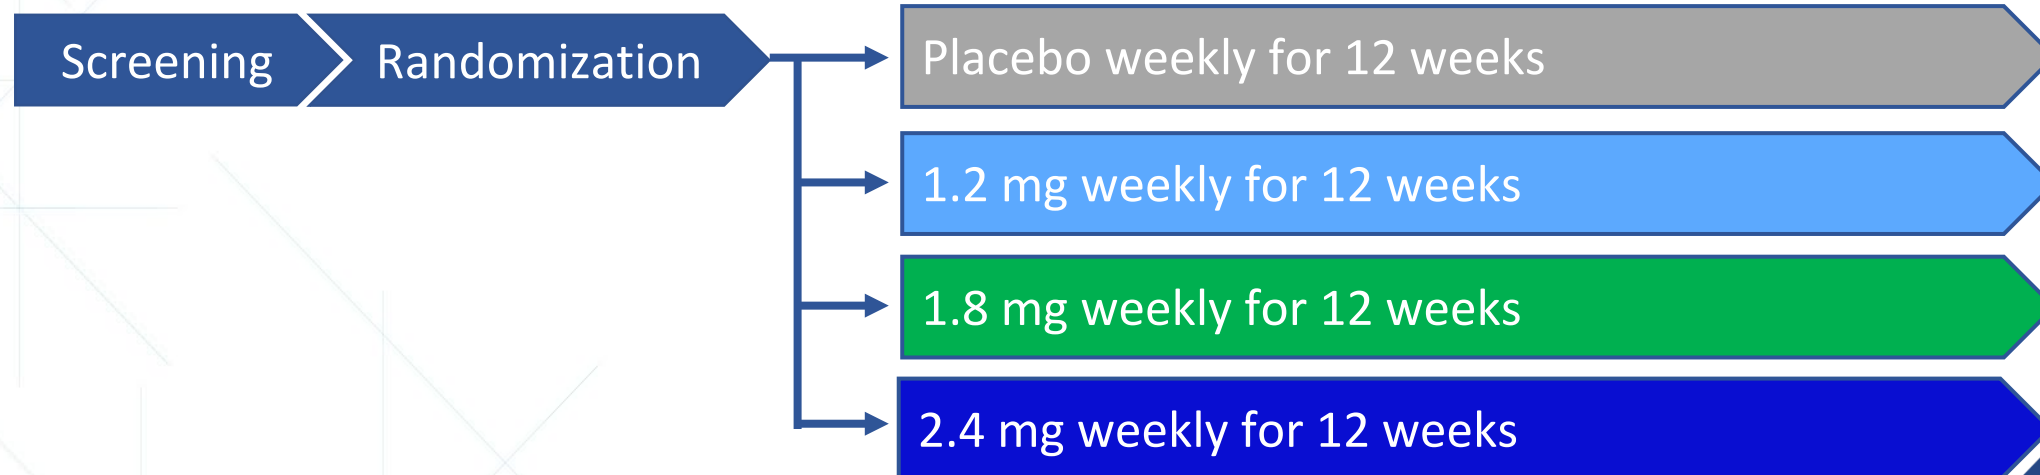 Screening
Randomization
Placebo weekly for 12 weeks
1.2 mg weekly for 12 weeks
1.8 mg weekly for 12 weeks
2.4 mg weekly for 12 weeks